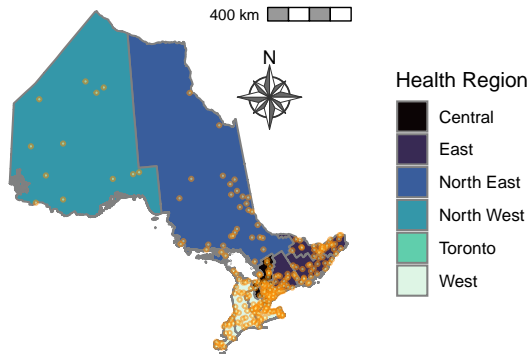 400 km
N
Health Region
Central
East
North East
North West
Toronto
West